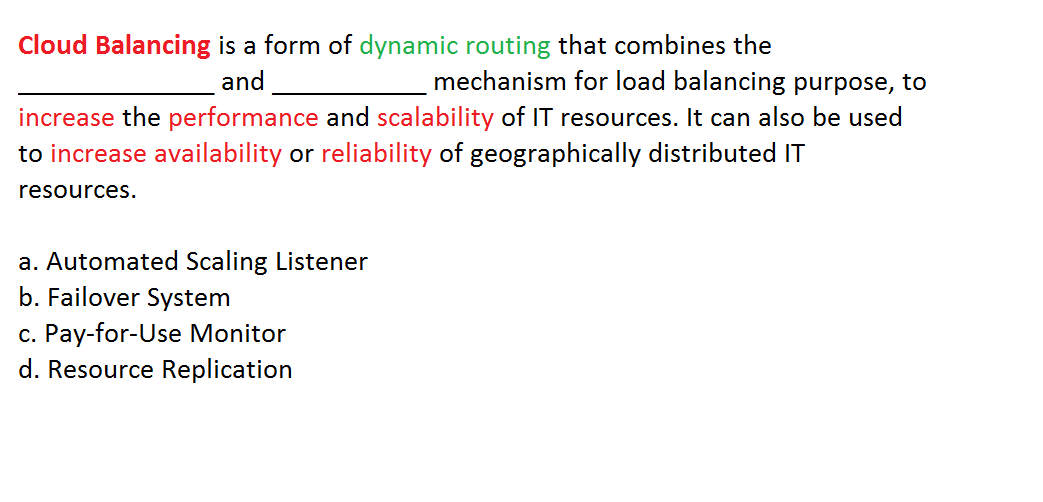 Cloud Balancing is a form of dynamic routing that combines the
______________ and ___________ mechanism for load balancing purpose, to
increase the performance and scalability of IT resources. It can also be used
to increase availability or reliability of geographically distributed IT
resources.
a. Automated Scaling Listener
b. Failover System
c. Pay-for-Use Monitor
d. Resource Replication